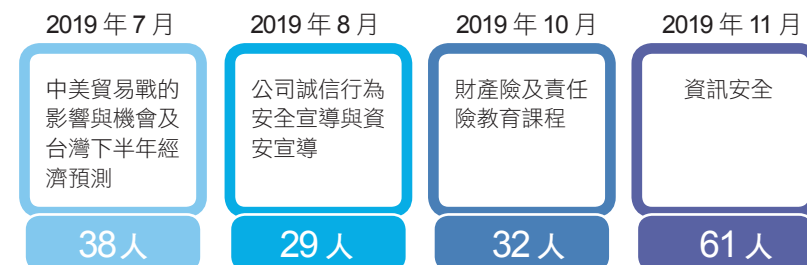 2019 年 7 月
中美貿易戰的
影響與機會及
台灣下半年經
濟預測
38人
2019 年 8 月
公司誠信行為
安全宣導與資
安宣導
29 人
2019 年 10 月
財產險及責任
險教育課程
32 人
2019 年 11 月
資訊安全
61 人